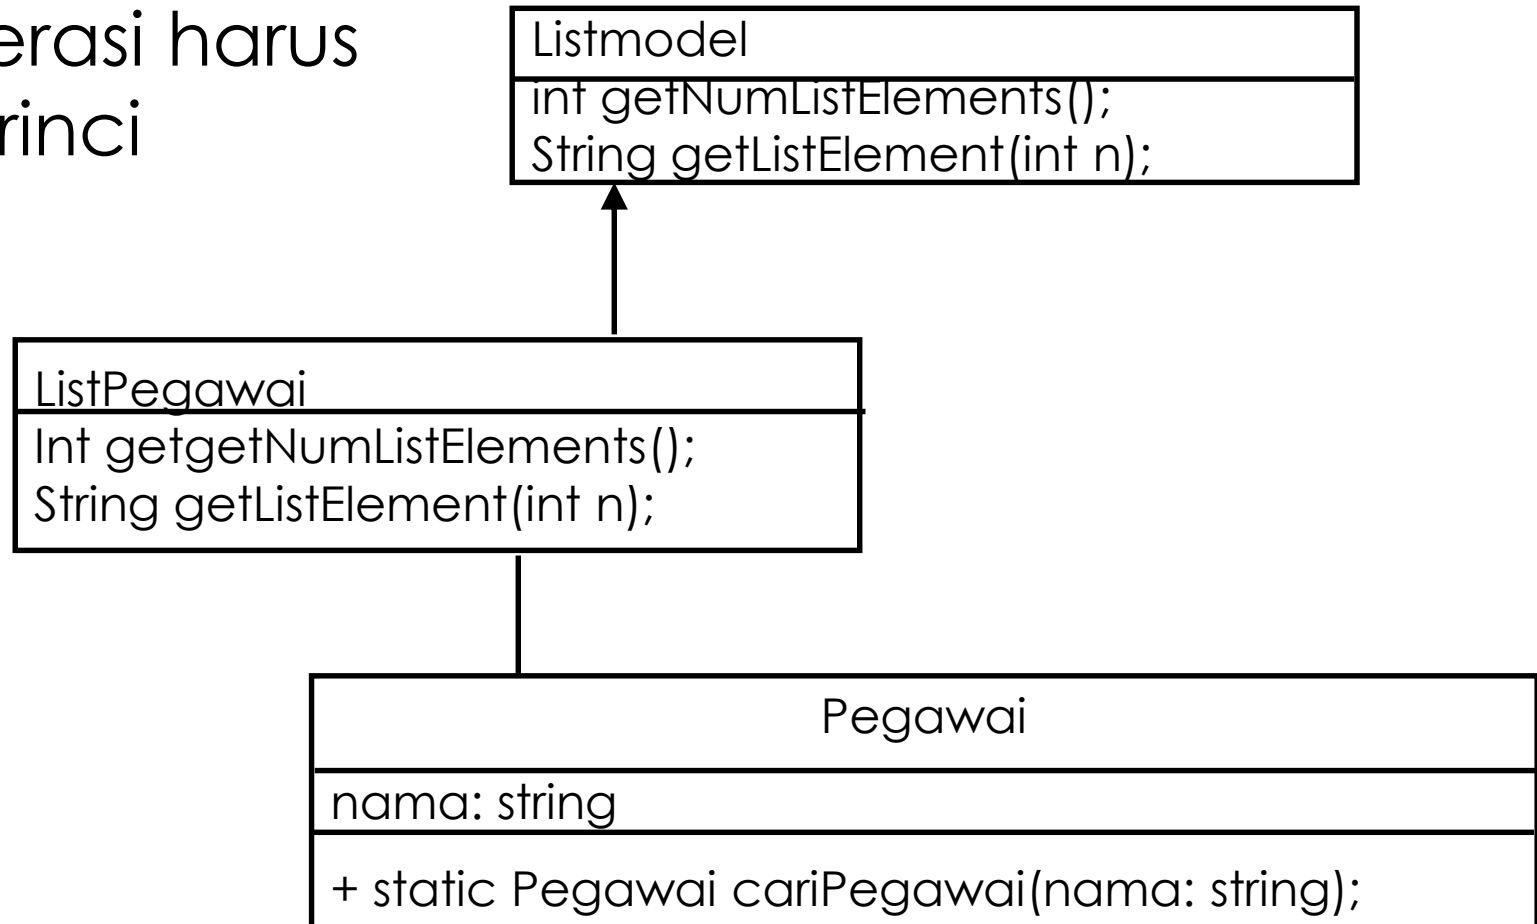 erasi harus
rinci
Listmodel
int getNumListElements();
String getListElement(int n);
ListPegawai
Int getgetNumListElements();
String getListElement(int n);
Pegawai
nama: string
+ static Pegawai cariPegawai(nama: string);